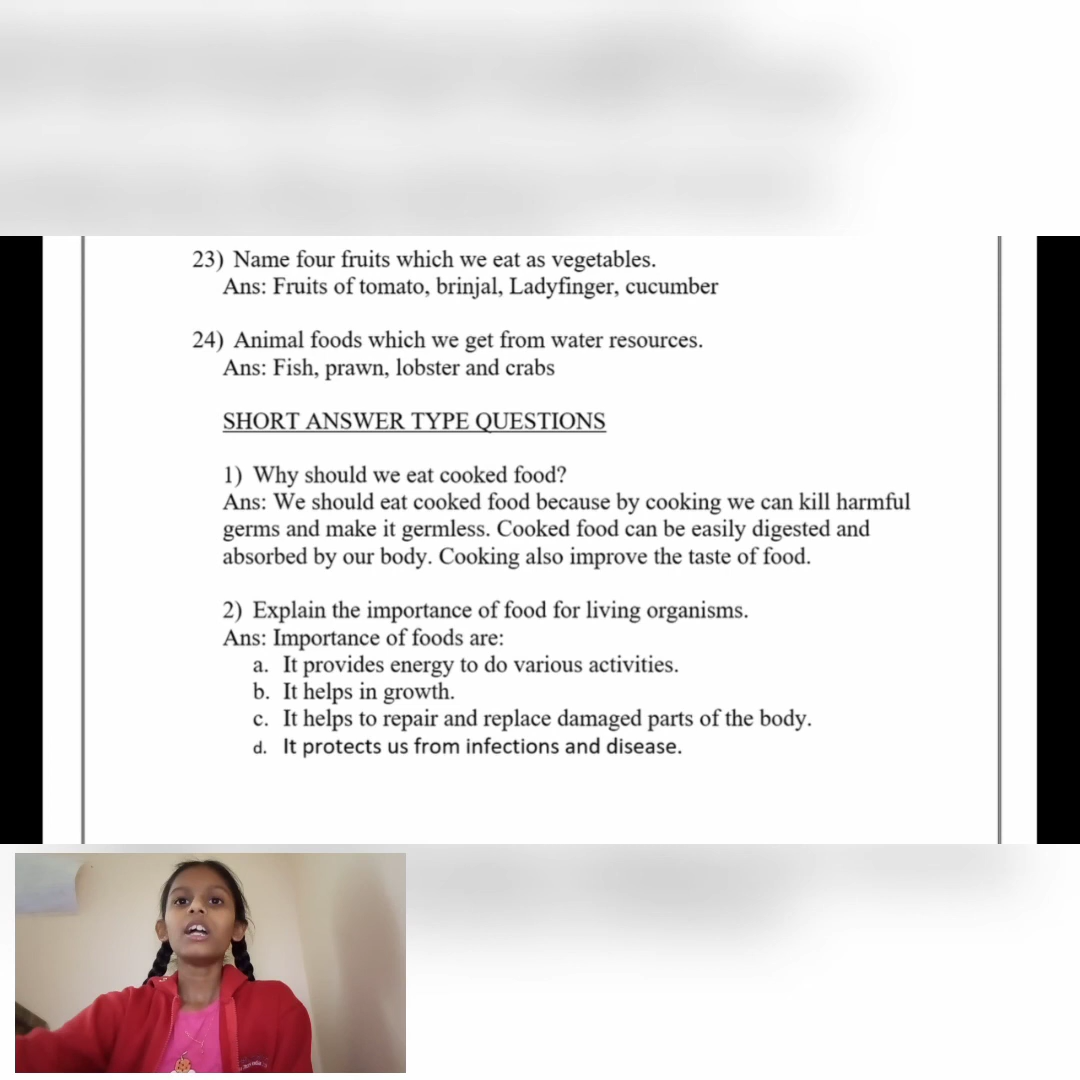 23) Name four fruits which we eat as vegetables.
Ans: Fruits of tomato, brinjal, Ladyfinger, cucumber
24) Animal foods which we get from water resources.
Ans: Fish, prawn, lobster and crabs
SHORT ANSWER TYPE QUESTIONS
1) Why should we eat cooked food?
Ans: We should eat cooked food because by cooking we can kill harmful
germs and make it germless. Cooked food can be easily digested and
absorbed by our body. Cooking also improve the taste of food.
2) Explain the importance of food for living organisms.
Ans: Importance of foods are:
a. It provides energy to do various activities.
b. It helps in growth.
c. It helps to repair and replace damaged parts of the body.
d. It protects us from infections and disease.